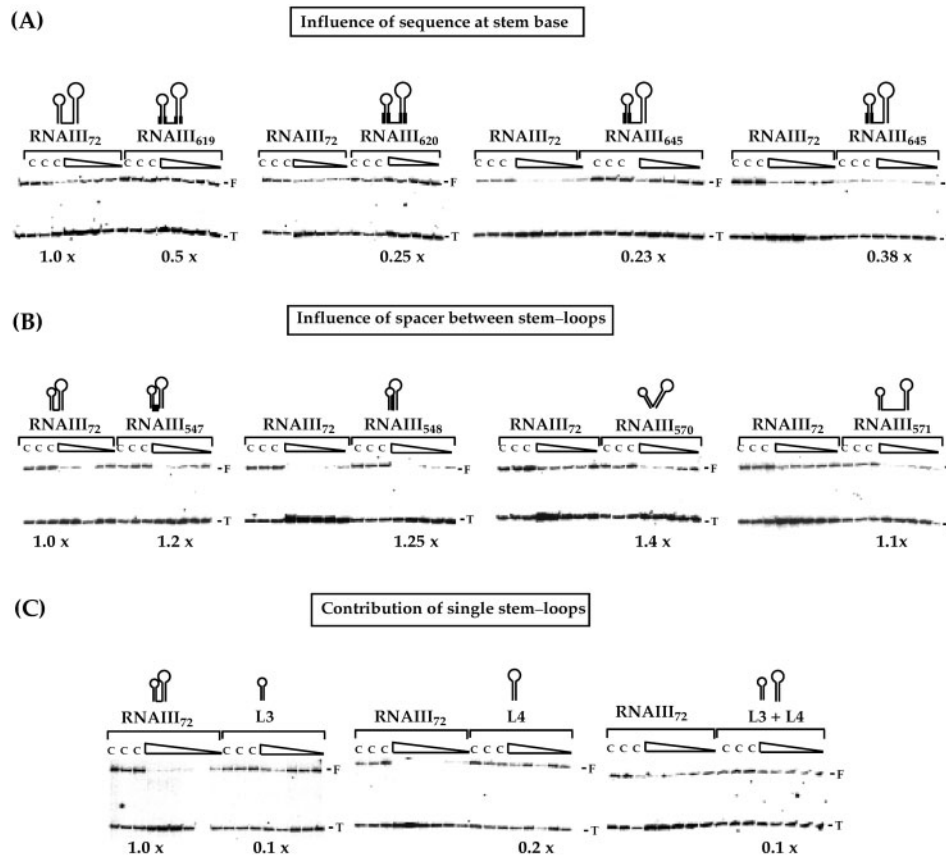 (A)
Influence of sequence at stem base
RNAIII72 RNAIII619 RNAIII72 RNAIII620 RNAIII72 RNAIII645 RNAIII72 RNAIII645
C C C C C C C C C C C C C C C C C C C C C C C C
-F -F -F -F
-T -T -T -
1.0 x 0.5 x 0.25 x 0.23 x 0.38 x
(B)
Influence of spacer between stem–loops
RNAIII72 RNAIII547 RNAIII72 RNAIII548 RNAIII72 RNAIII570 RNAIII72 RNAIII571
C C C C C C C C C C C C C C C C C C C C C C C C
-F -F -F -F
-T -T -T -T
1.0 x 1.2 x 1.25 x 1.4 x 1.1x
(C)
Contribution of single stem–loops
RNAIII72 L3 RNAIII72 L4 RNAIII72 L3 + L4
C C C C C C C C C C C C C C C C C C
-F -F -F
-T -T -T
1.0 x 0.1 x 0.2 x 0.1 x